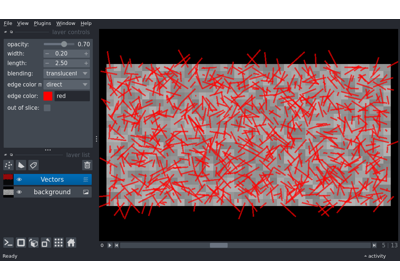 File View Plugins Window Help
layer controls
opacity: 0.70
width: 0.20
length: 2.50
blending: translucent
edge color m direct
edge color: red
out of slice:
layer list
Vectors
background
0 5 13
Ready activity